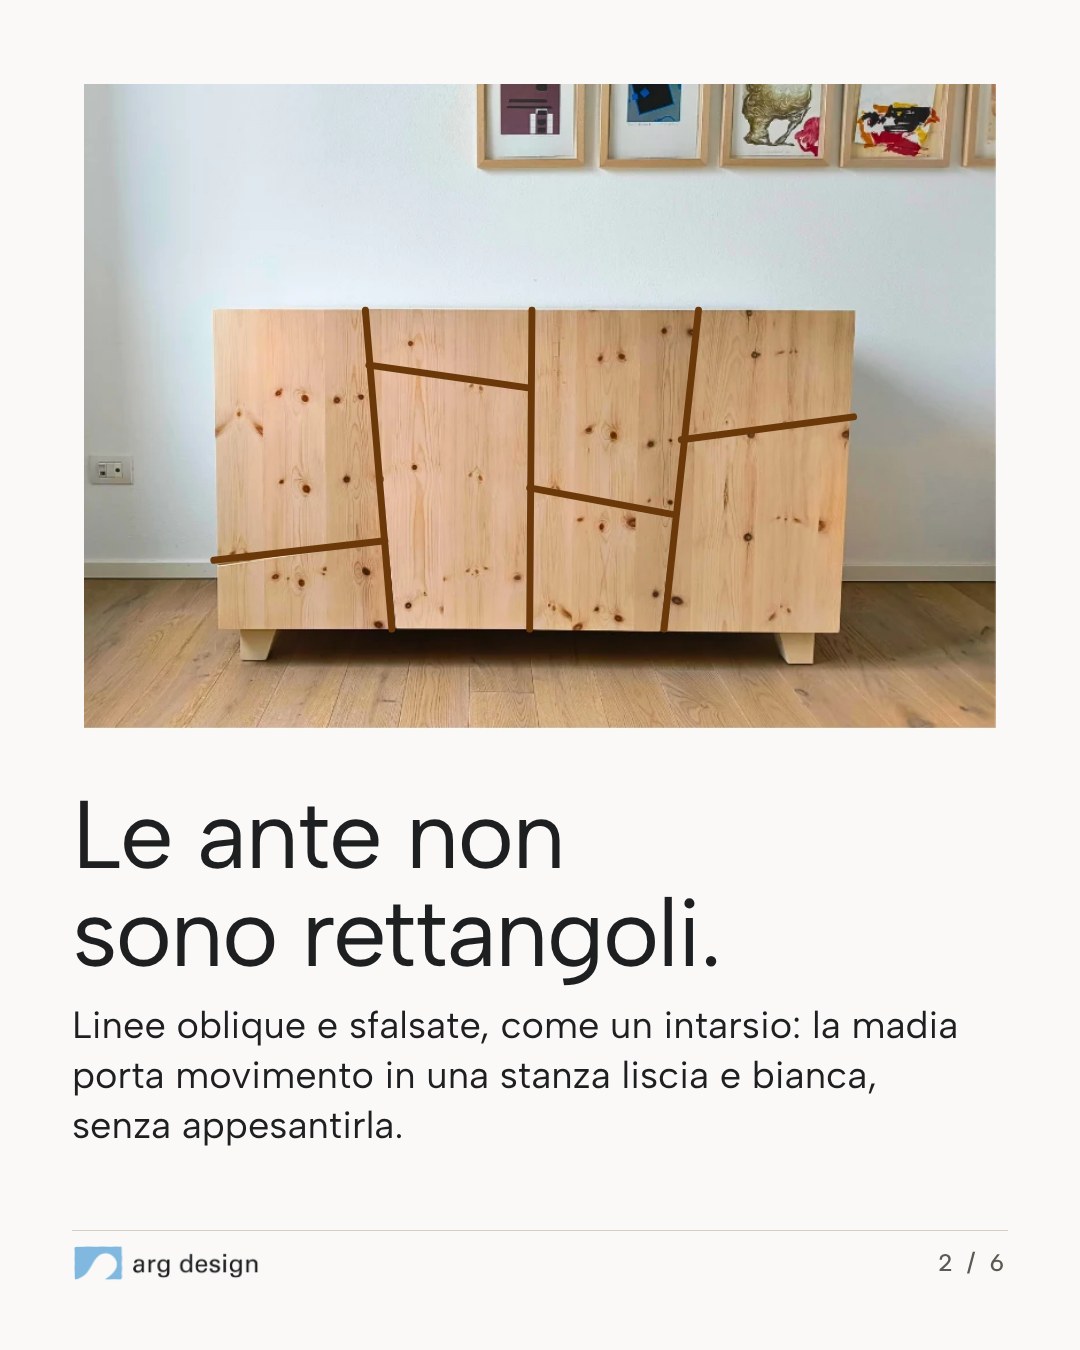 Le ante non
sono rettangoli.
Linee oblique e sfalsate, come un intarsio: la madia
porta movimento in una stanza liscia e bianca,
senza appesantirla.
arg design
2 / 6